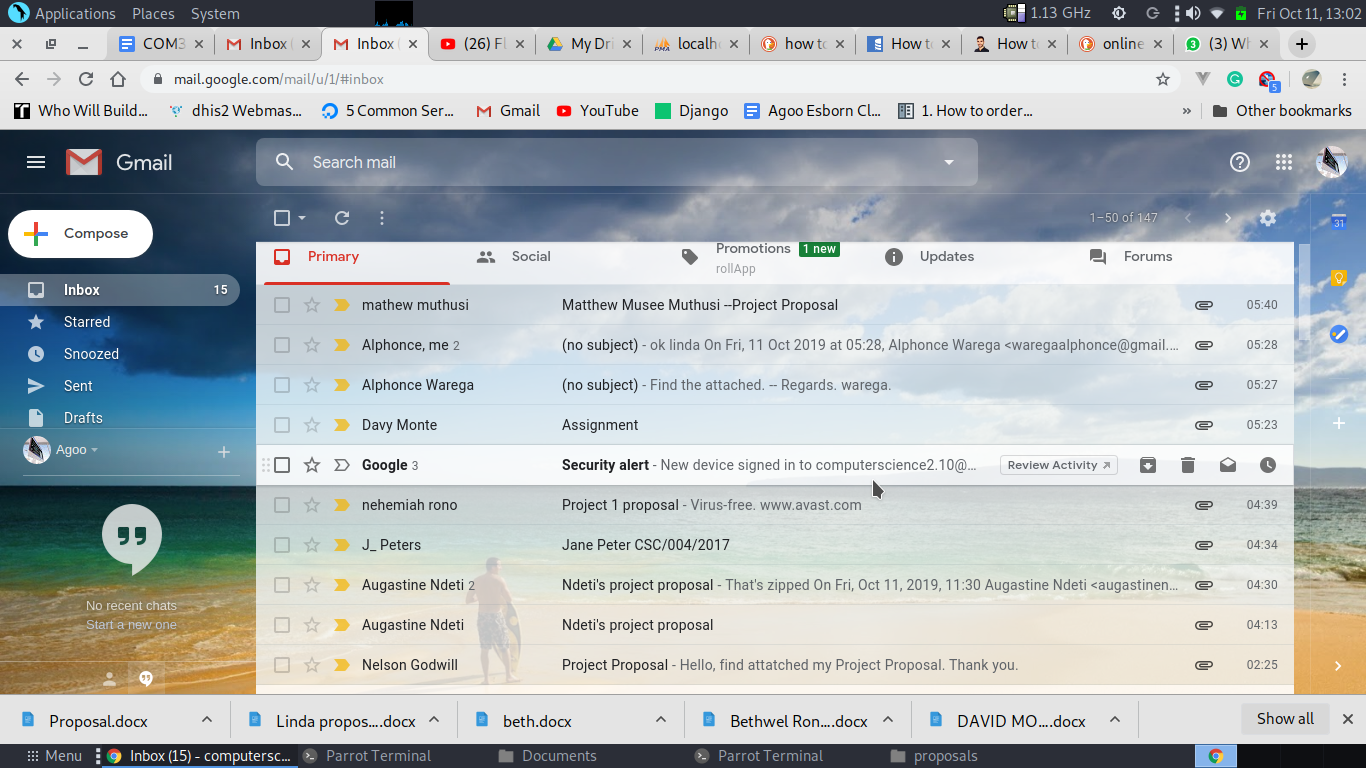 Applications Places System 1.13 GHz Fri Oct 11, 13:02
COM3 Inbox ( Inbox ( (26) Fl My Dri localh how to How t How t online (3) Wh
mail.google.com/mail/u/1/#inbox
Who Will Build... dhis2 Webmas... 5 Common Ser... Gmail YouTube Django Agoo Esborn Cl... 1. How to order... » Other bookmarks
5
Gmail Search mail
Compose 1–50 of 147
31
Primary Social Promotions 1 new Updates Forums
rollApp
Inbox 15
Starred
Snoozed
Sent
Drafts
Agoo
No recent chats
Start a new one
mathew muthusi Matthew Musee Muthusi --Project Proposal 05:40
Alphonce, me 2 (no subject) - ok linda On Fri, 11 Oct 2019 at 05:28, Alphonce Warega <waregaalphonce@gmail.... 05:28
Alphonce Warega (no subject) - Find the attached. -- Regards. warega. 05:27
Davy Monte Assignment 05:23
Google 3 Security alert - New device signed in to computerscience2.10@... Review Activity
nehemiah rono Project 1 proposal - Virus-free. www.avast.com 04:39
J_ Peters Jane Peter CSC/004/2017 04:34
Augastine Ndeti 2 Ndeti's project proposal - That's zipped On Fri, Oct 11, 2019, 11:30 Augastine Ndeti <augastinen... 04:30
Augastine Ndeti Ndeti's project proposal 04:13
Nelson Godwill Project Proposal - Hello, find attatched my Project Proposal. Thank you. 02:25
Proposal.docx Linda propos....docx beth.docx Bethwel Ron....docx DAVID MO....docx Show all
Menu Inbox (15) - computersc... Parrot Terminal Documents Parrot Terminal proposals